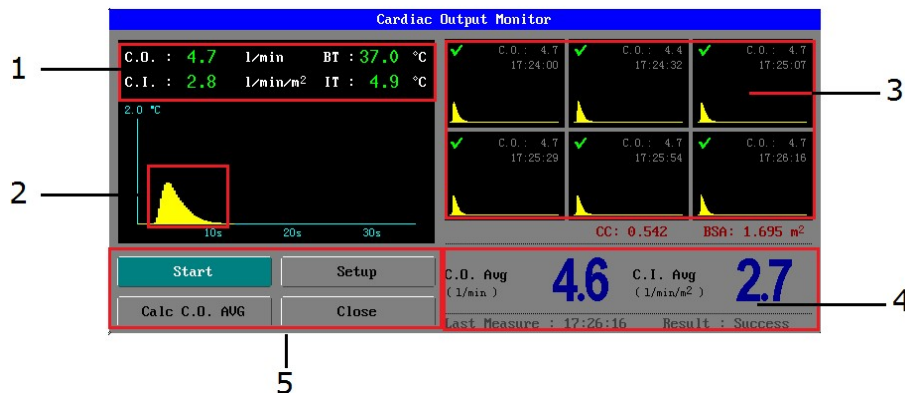 Cardiac Output Monitor
1
C.O. : 4.7 l/min BT : 37.0 °C
C.I. : 2.8 l/min/m² IT : 4.9 °C
2.0 °C
2
10s 20s 30s
C.O.: 4.7
17:24:00
C.O.: 4.4
17:24:32
C.O.: 4.7
17:25:07
3
C.O.: 4.7
17:25:29
C.O.: 4.7
17:25:54
C.O.: 4.7
17:26:16
CC: 0.542 BSA: 1.695 m²
Start Setup
Calc C.O. AVG Close
5
C.O. Avg 4.6 C.I. Avg 2.7
( l/min ) ( l/min/m² )
4
Last Measure : 17:26:16 Result : Success